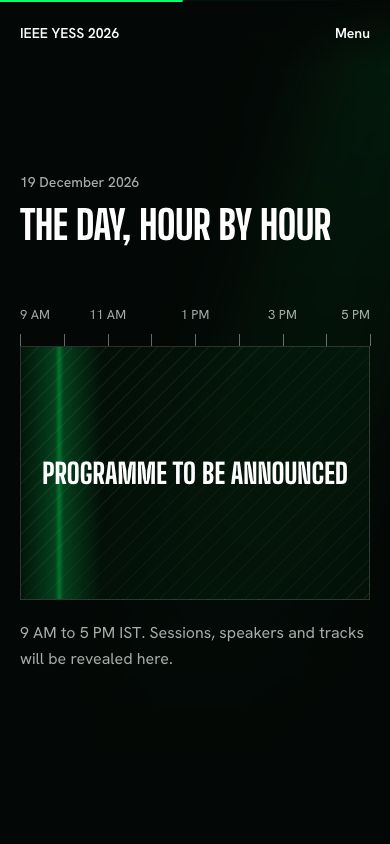 IEEE YESS 2026
Menu
19 December 2026
THE DAY, HOUR BY HOUR
9 AM 11 AM 1 PM 3 PM 5 PM
PROGRAMME TO BE ANNOUNCED
9 AM to 5 PM IST. Sessions, speakers and tracks
will be revealed here.